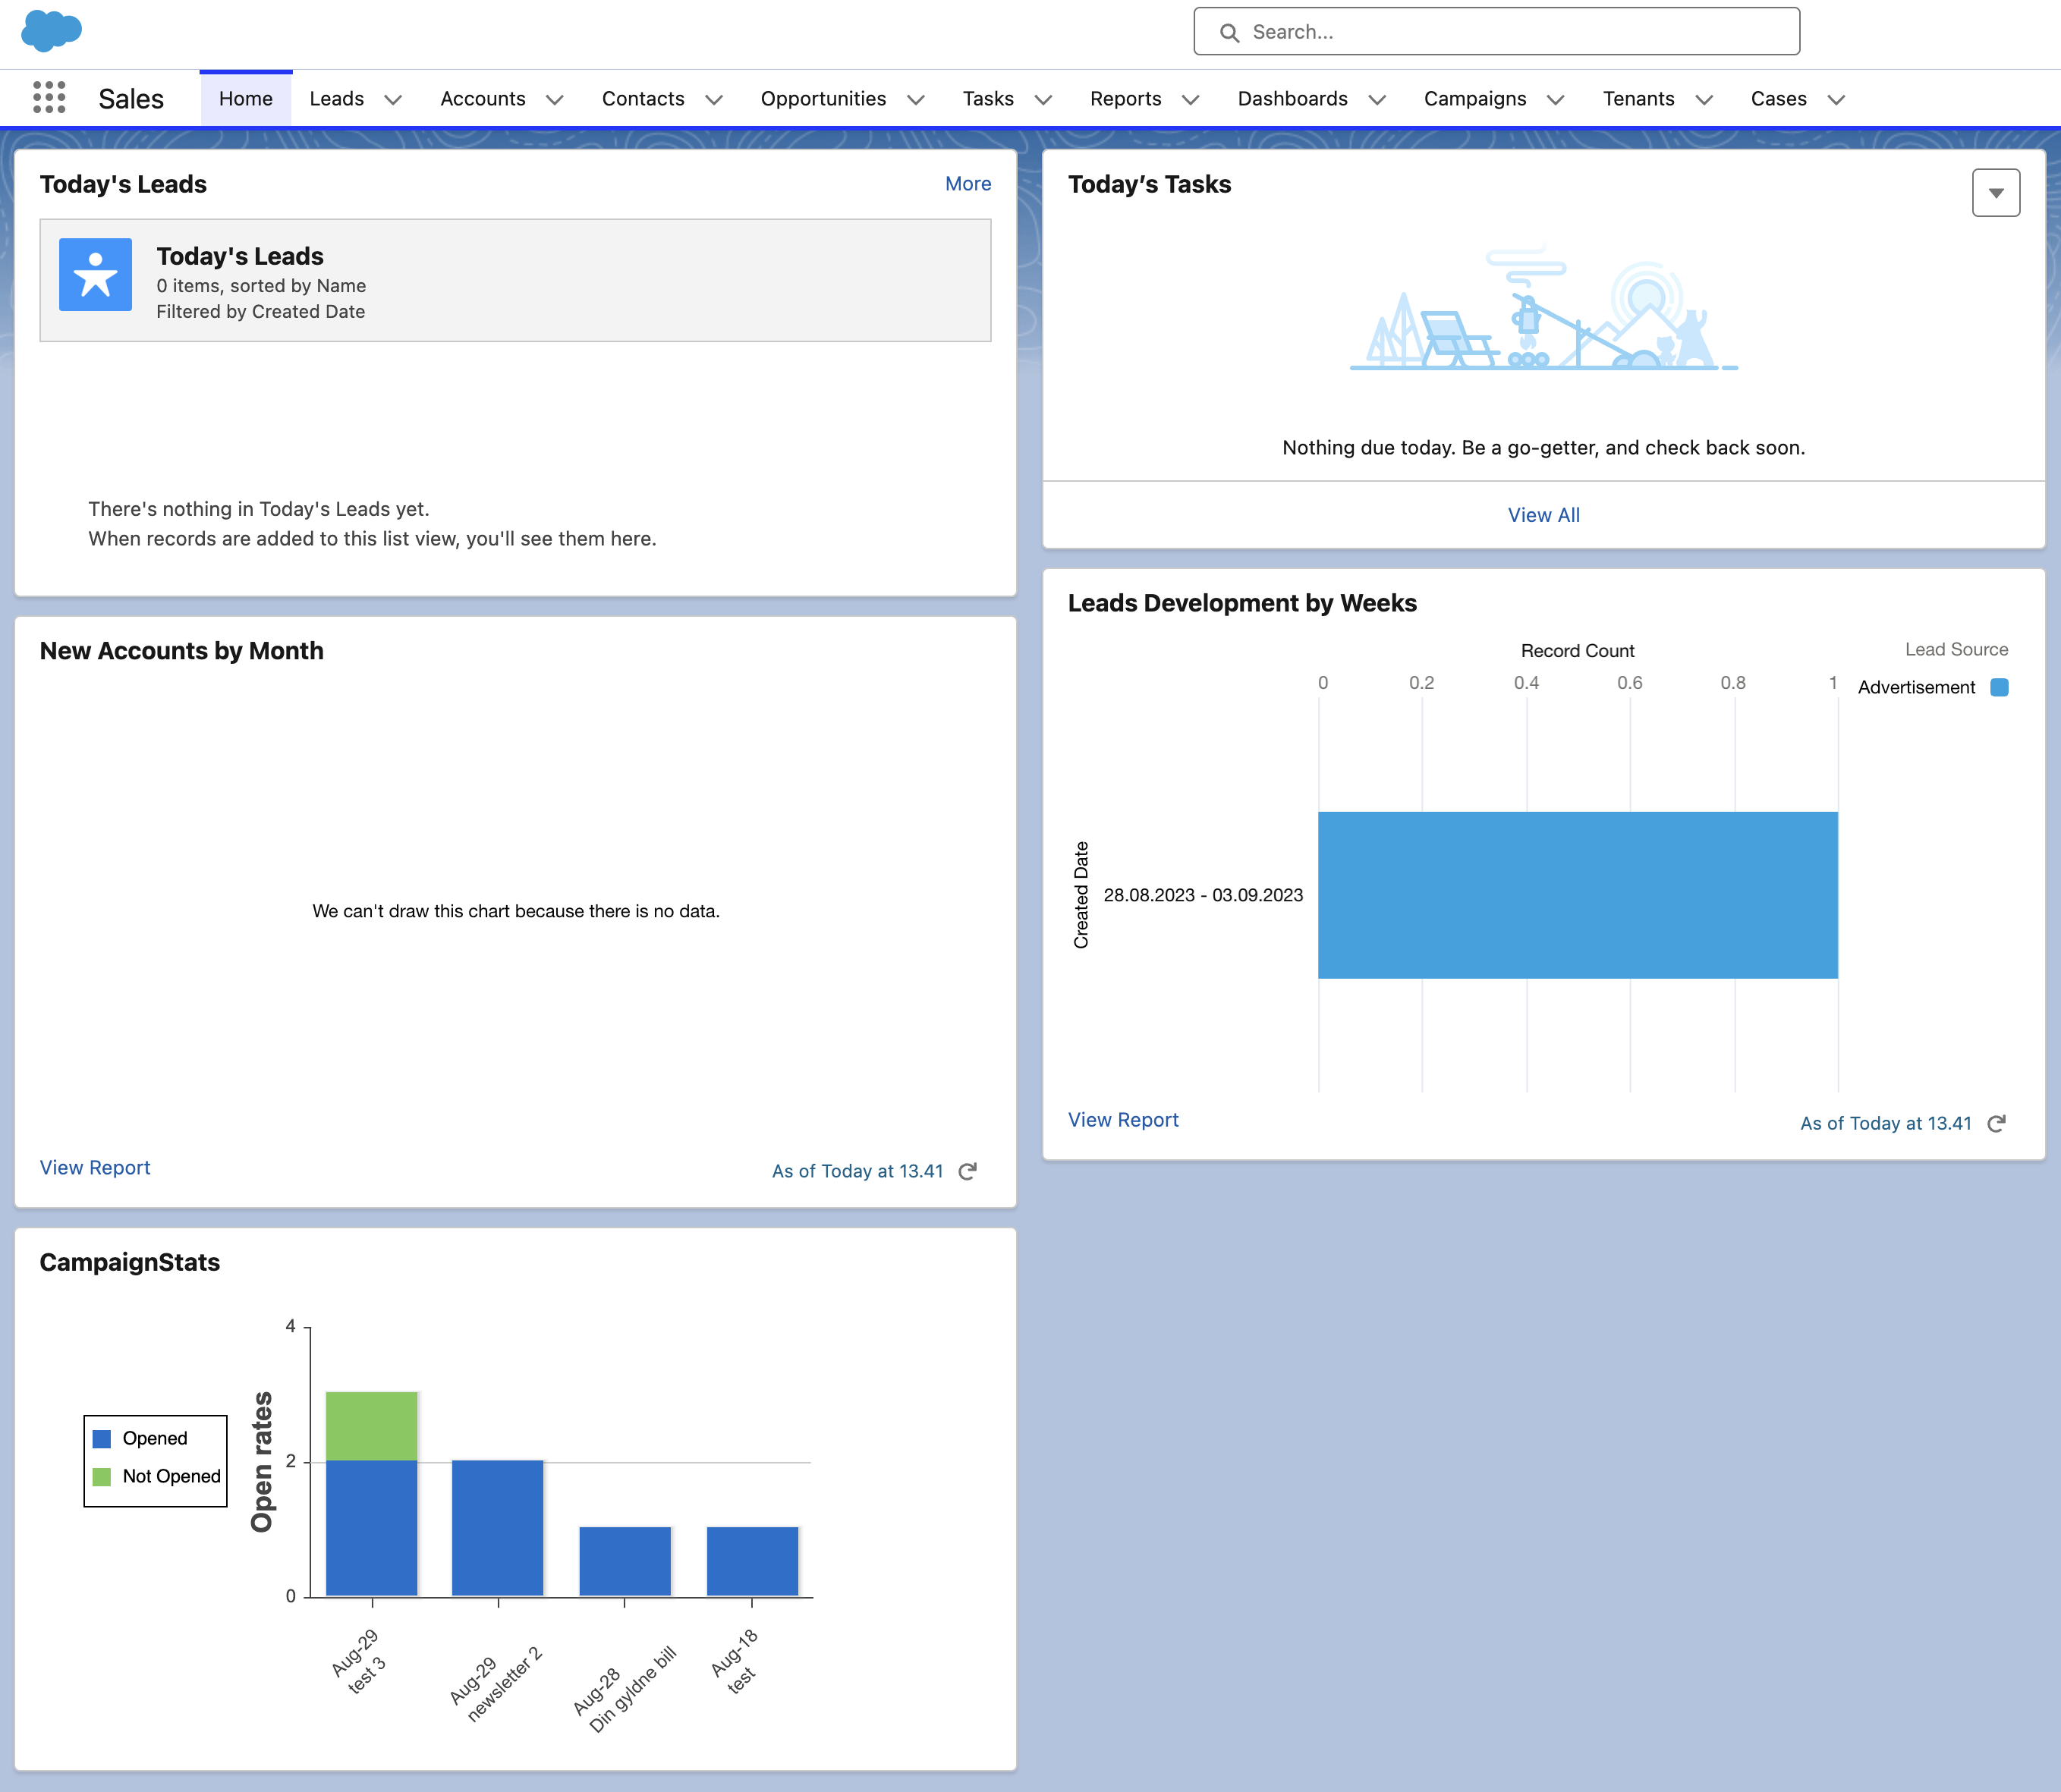 Search...
Sales
Home
Leads
Accounts
Contacts
Opportunities
Tasks
Reports
Dashboards
Campaigns
Tenants
Cases
Today's Leads
More
Today's Leads
0 items, sorted by Name
Filtered by Created Date
There's nothing in Today's Leads yet.
When records are added to this list view, you'll see them here.
Today’s Tasks
Nothing due today. Be a go-getter, and check back soon.
View All
New Accounts by Month
We can't draw this chart because there is no data.
View Report
As of Today at 13.41
Leads Development by Weeks
Record Count
Lead Source
0
0.2
0.4
0.6
0.8
1
Advertisement
Created Date
28.08.2023 - 03.09.2023
View Report
As of Today at 13.41
CampaignStats
Opened
Not Opened
Open rates
4
2
0
Aug-29
test 3
Aug-29
newsletter 2
Aug-28
Din gyldne bill
Aug-18
test